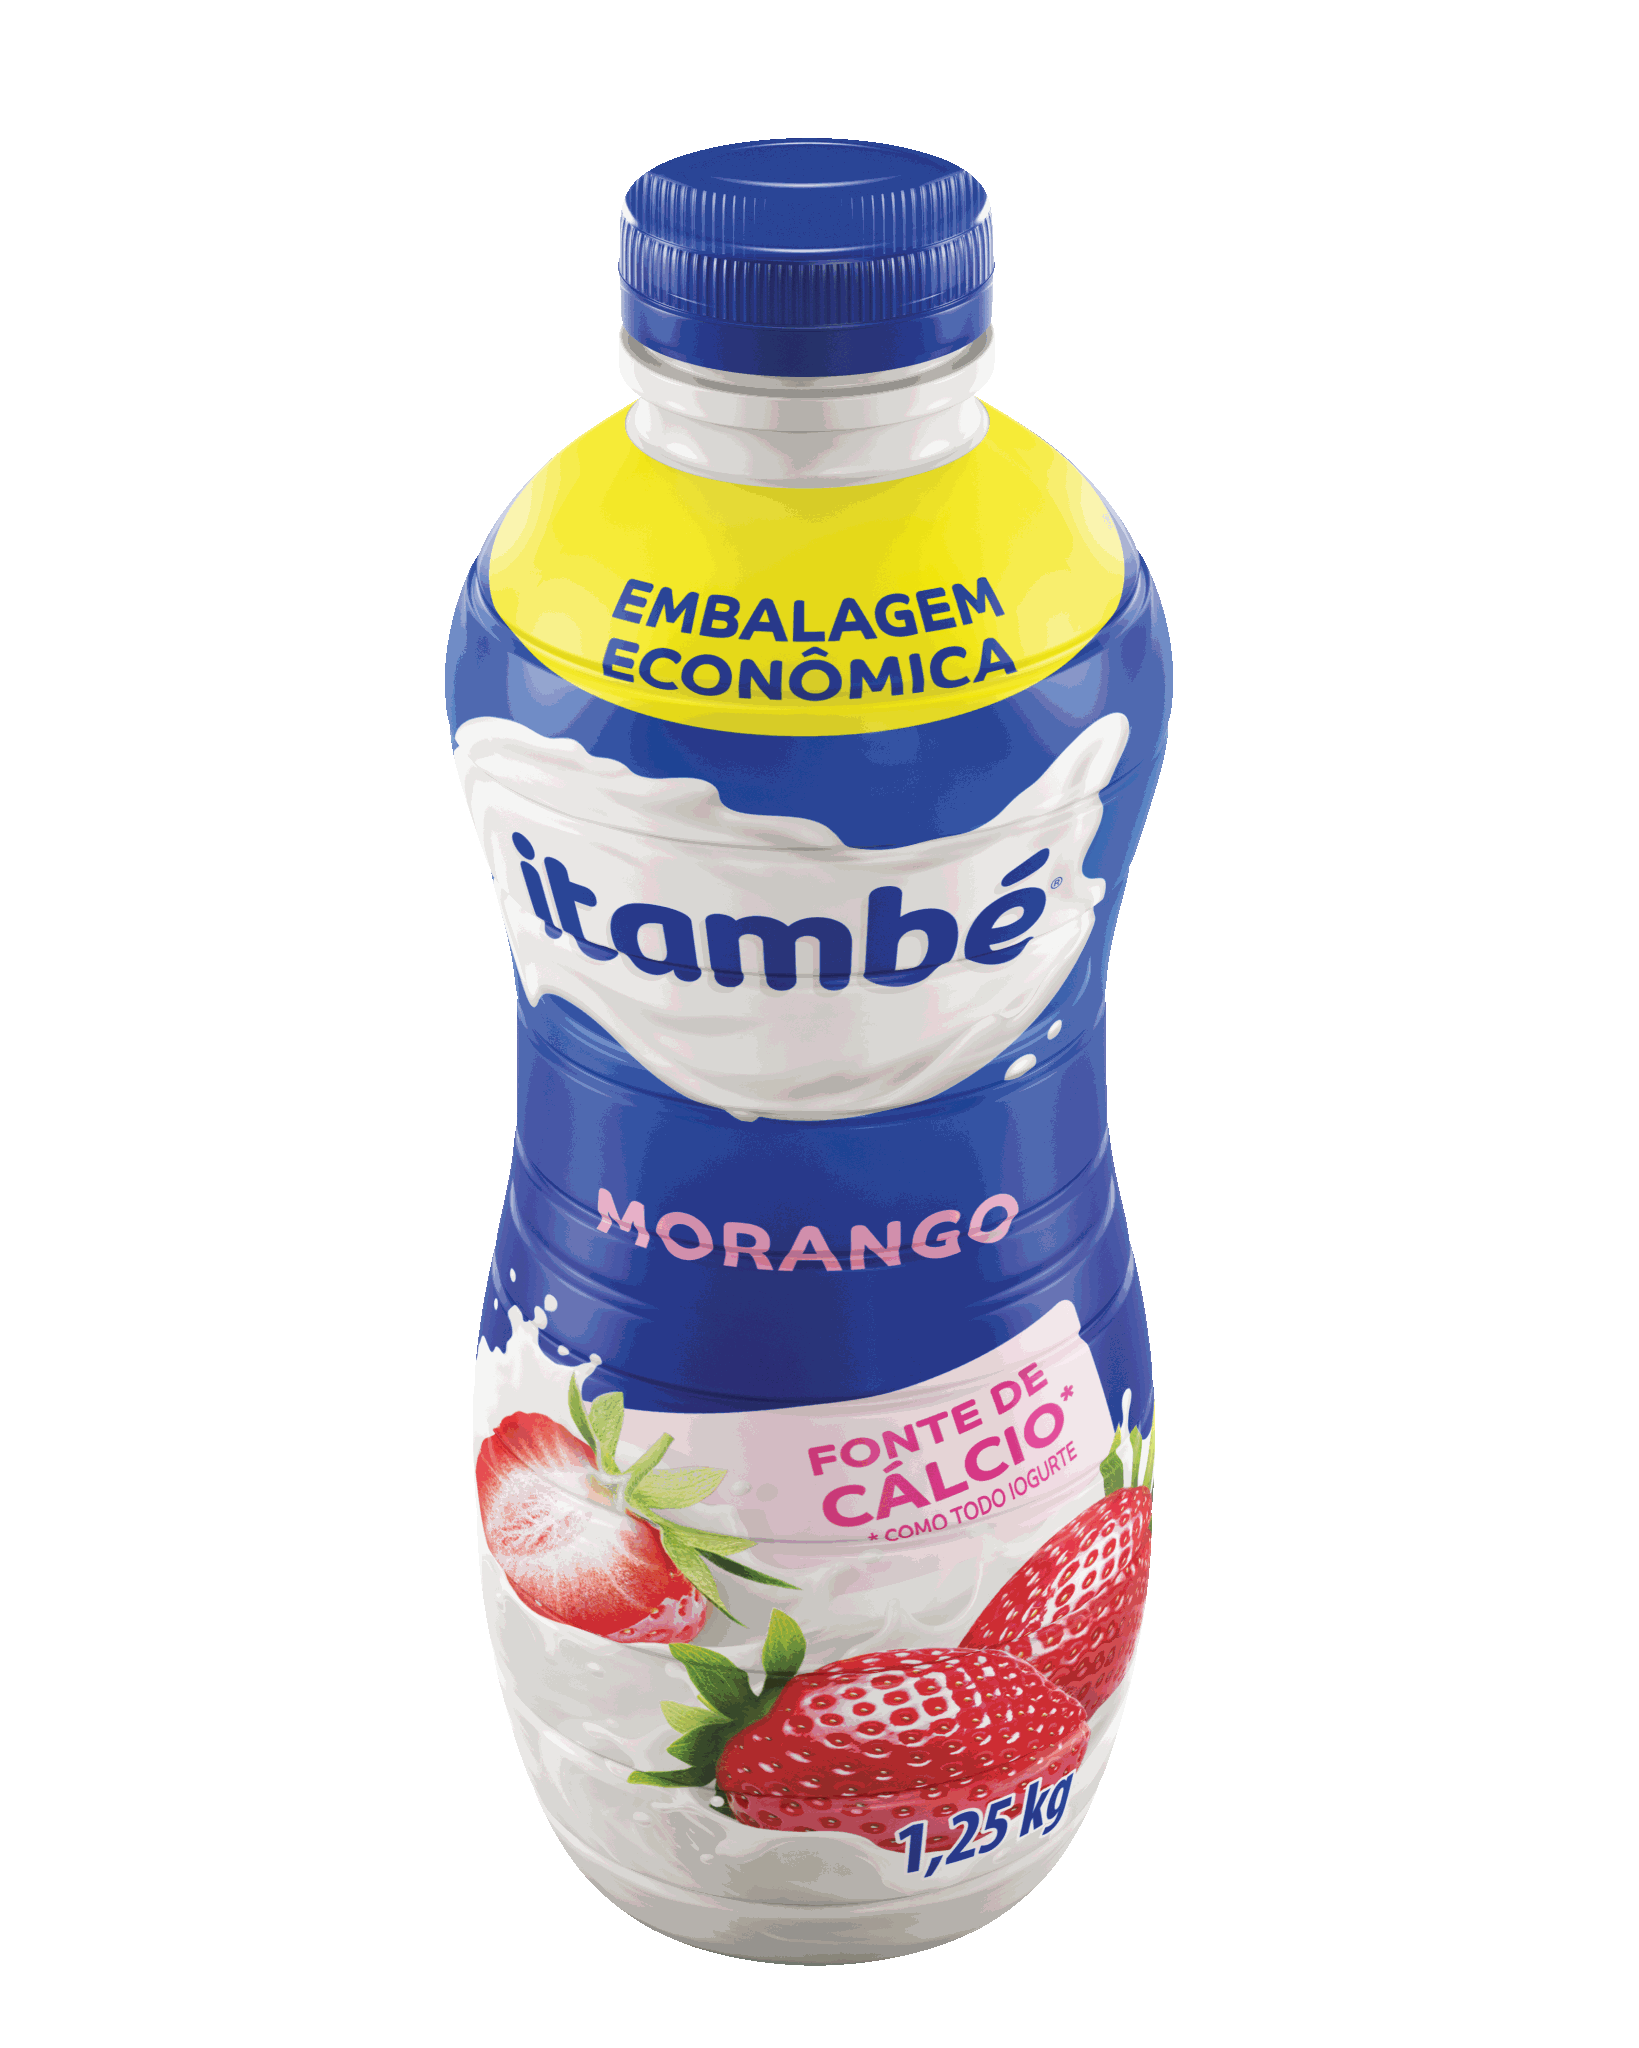 EMBALAGEM
ECONÔMICA
itambé®
MORANGO
FONTE DE
CÁLCIO*
* COMO TODO IOGURTE
1,25 kg